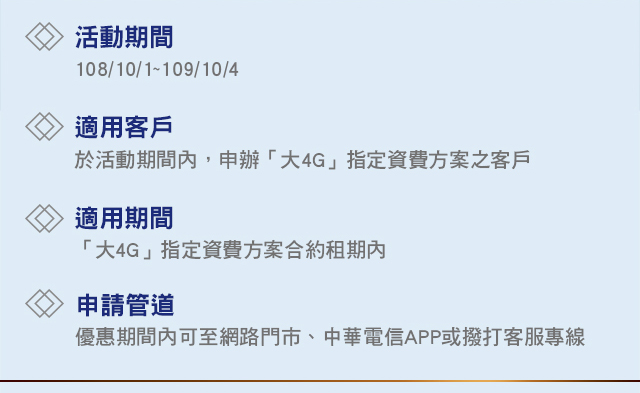 活動期間
108/10/1~109/10/4
適用客戶
於活動期間內，申辦「大4G」指定資費方案之客戶
適用期間
「大4G」指定資費方案合約租期內
申請管道
優惠期間內可至網路門市、中華電信APP或撥打客服專線